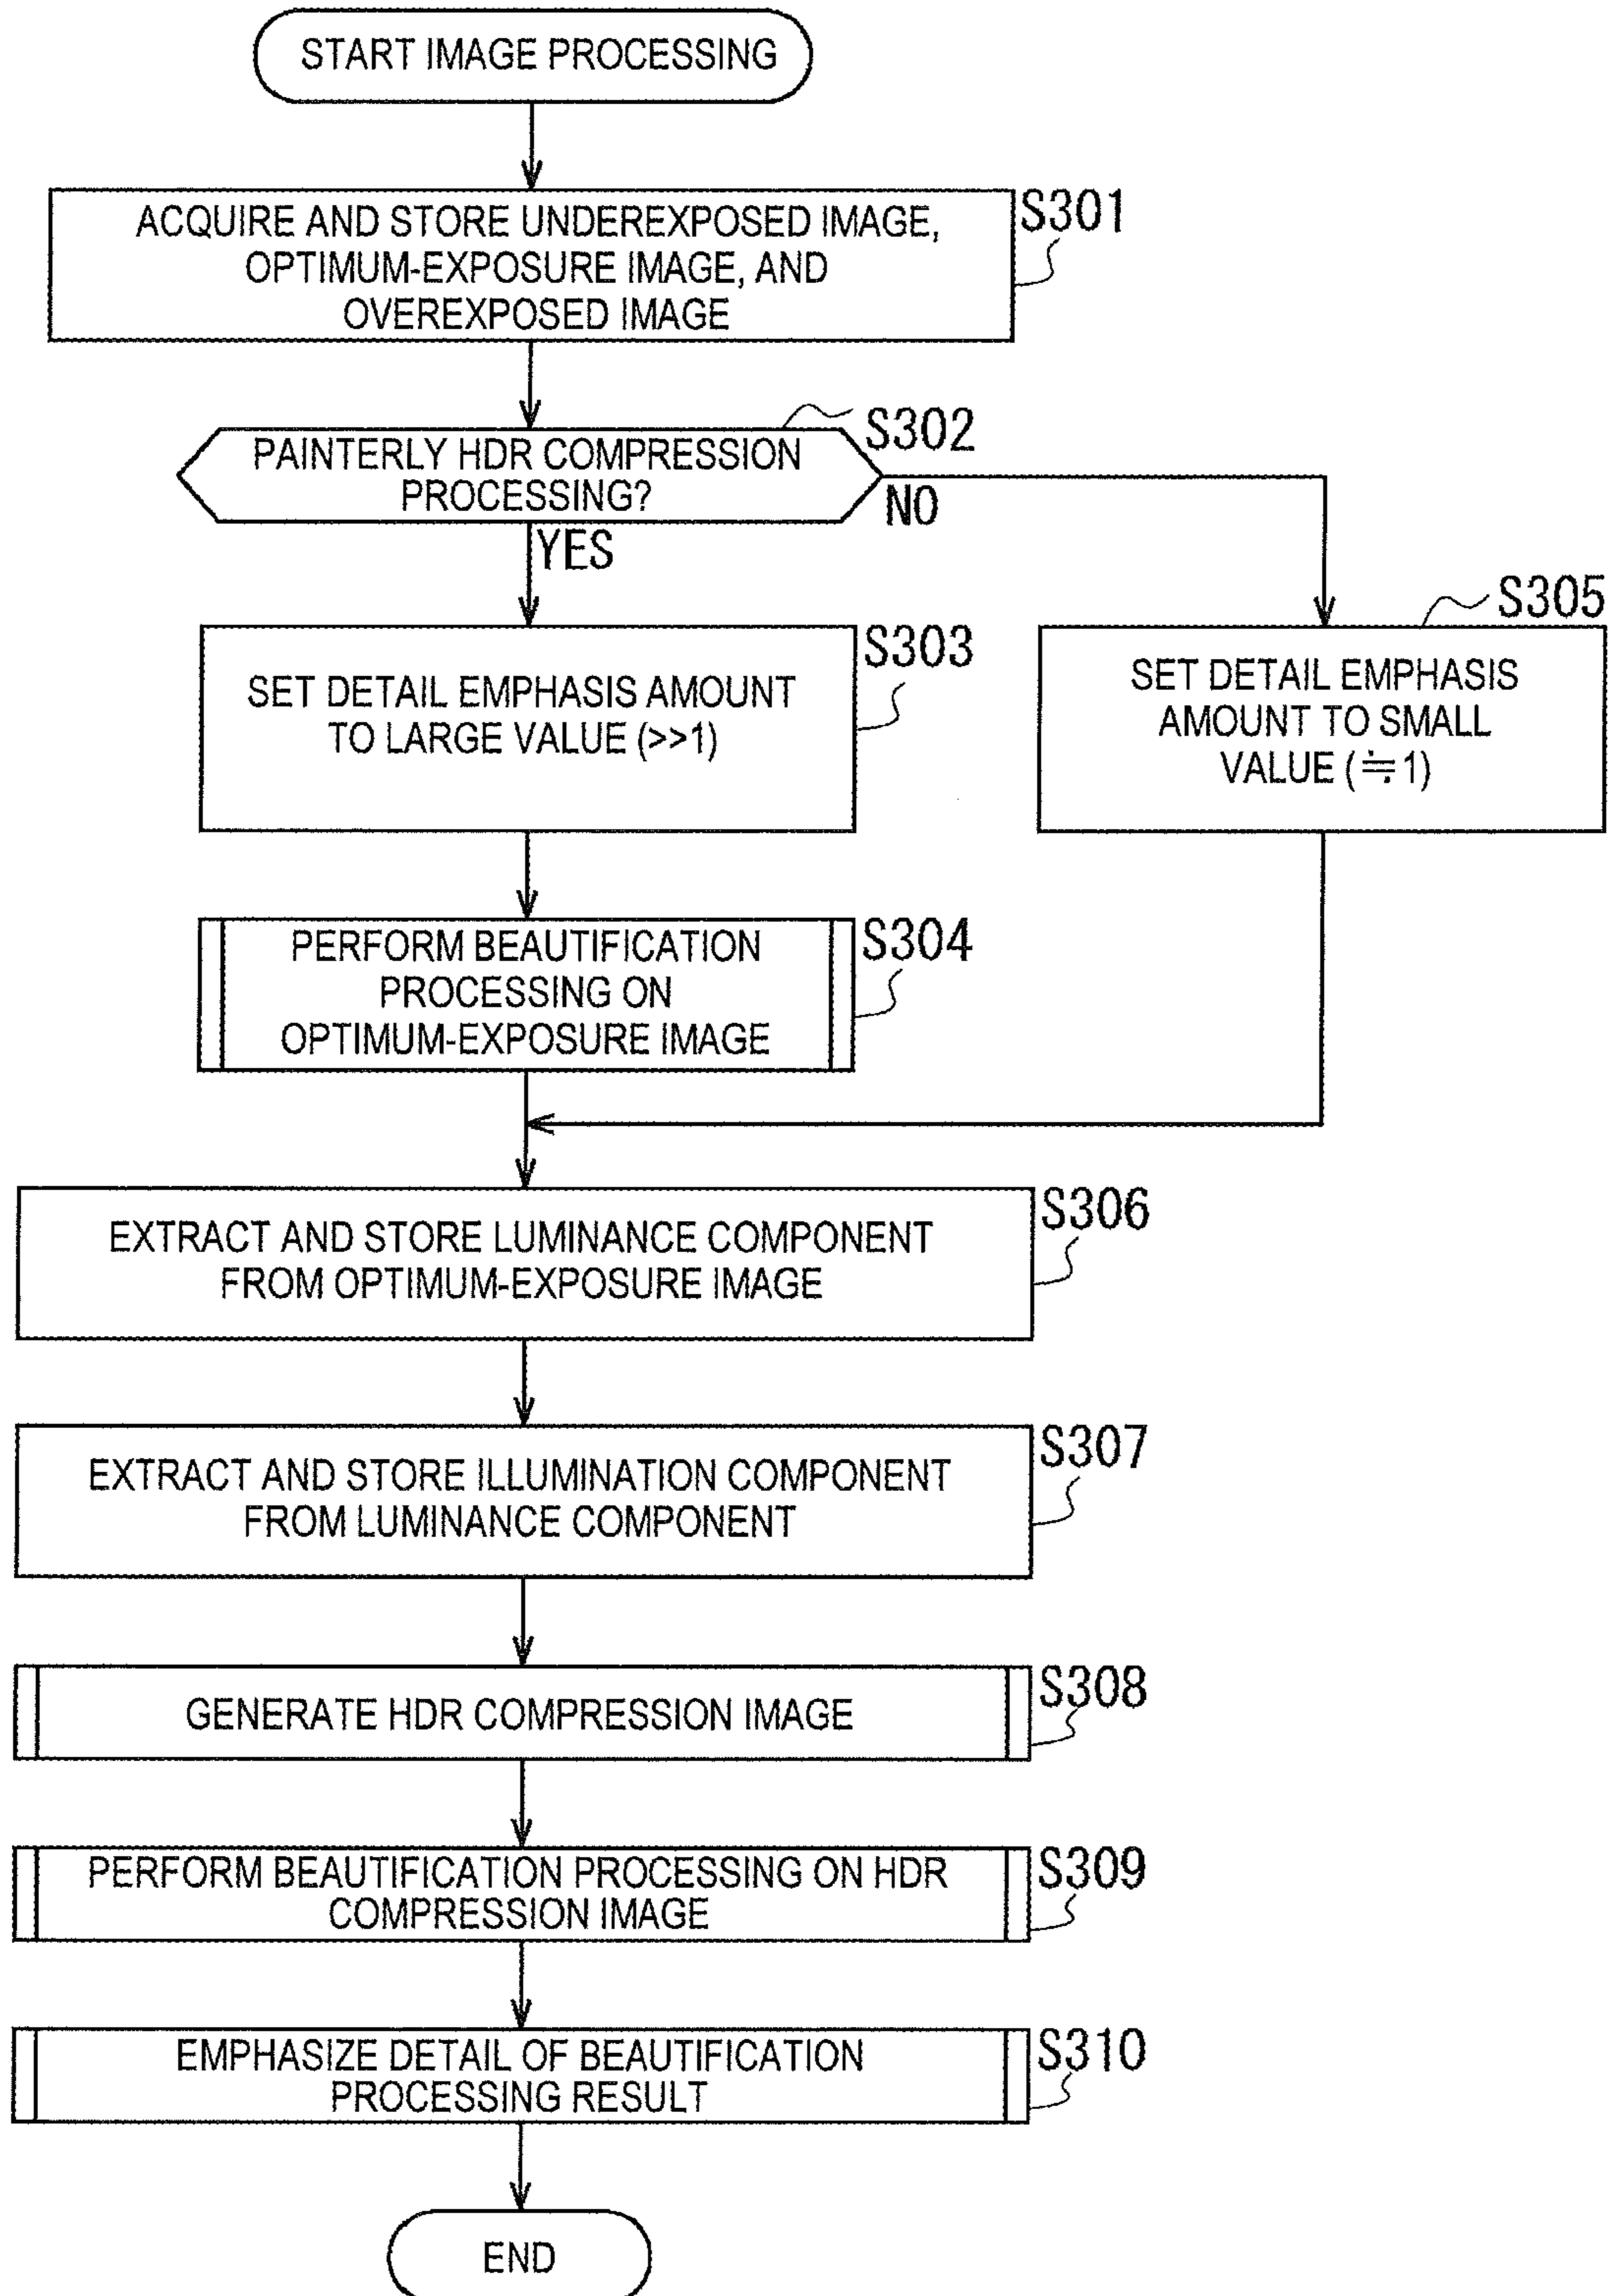 START IMAGE PROCESSING
ACQUIRE AND STORE UNDEREXPOSED IMAGE,
OPTIMUM-EXPOSURE IMAGE, AND
OVEREXPOSED IMAGE
S301
PAINTERLY HDR COMPRESSION
PROCESSING?
S302
NO
YES
SET DETAIL EMPHASIS AMOUNT
TO LARGE VALUE (>>1)
S303
SET DETAIL EMPHASIS
AMOUNT TO SMALL
VALUE (≒1)
S305
PERFORM BEAUTIFICATION
PROCESSING ON
OPTIMUM-EXPOSURE IMAGE
S304
EXTRACT AND STORE LUMINANCE COMPONENT
FROM OPTIMUM-EXPOSURE IMAGE
S306
EXTRACT AND STORE ILLUMINATION COMPONENT
FROM LUMINANCE COMPONENT
S307
GENERATE HDR COMPRESSION IMAGE
S308
PERFORM BEAUTIFICATION PROCESSING ON HDR
COMPRESSION IMAGE
S309
EMPHASIZE DETAIL OF BEAUTIFICATION
PROCESSING RESULT
S310
END